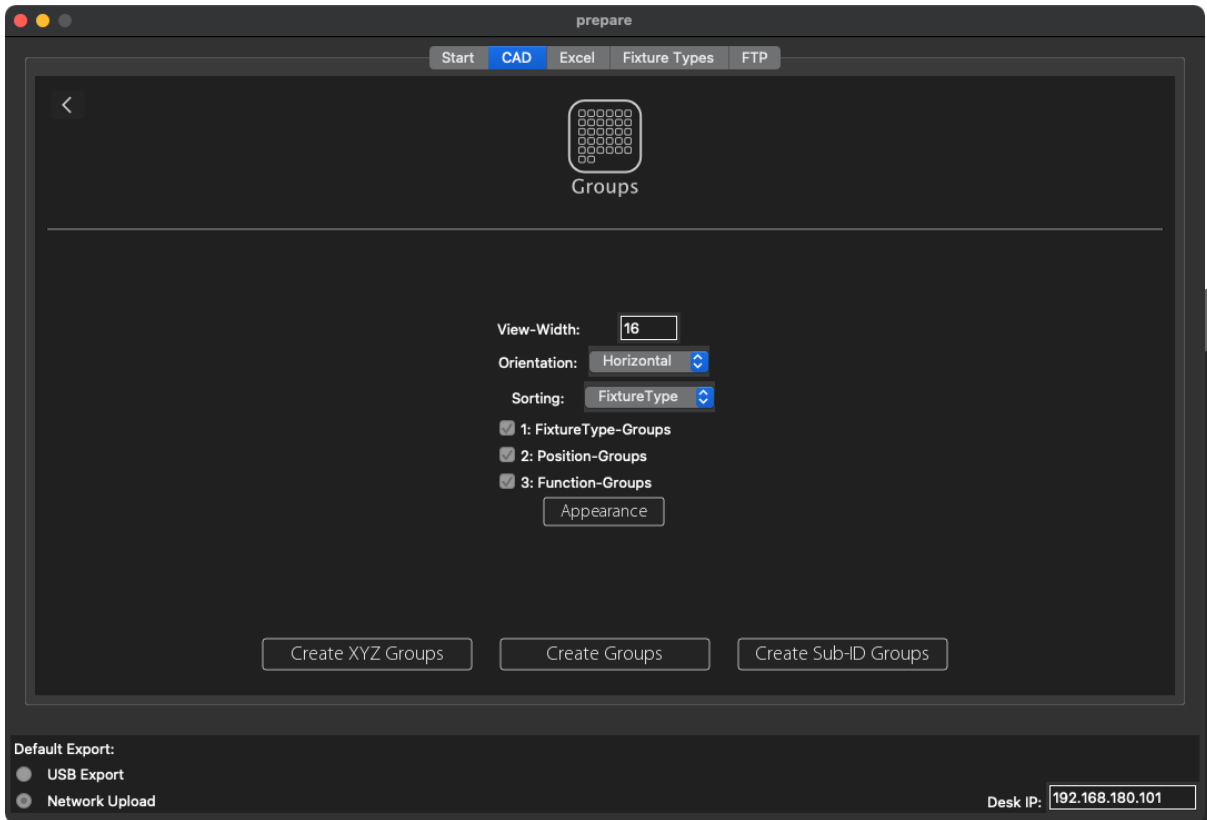 prepare
Start CAD Excel Fixture Types FTP
Groups
View-Width: 16
Orientation: Horizontal
Sorting: FixtureType
1: FixtureType-Groups
2: Position-Groups
3: Function-Groups
Appearance
Create XYZ Groups Create Groups Create Sub-ID Groups
Default Export:
USB Export
Network Upload
Desk IP: 192.168.180.101